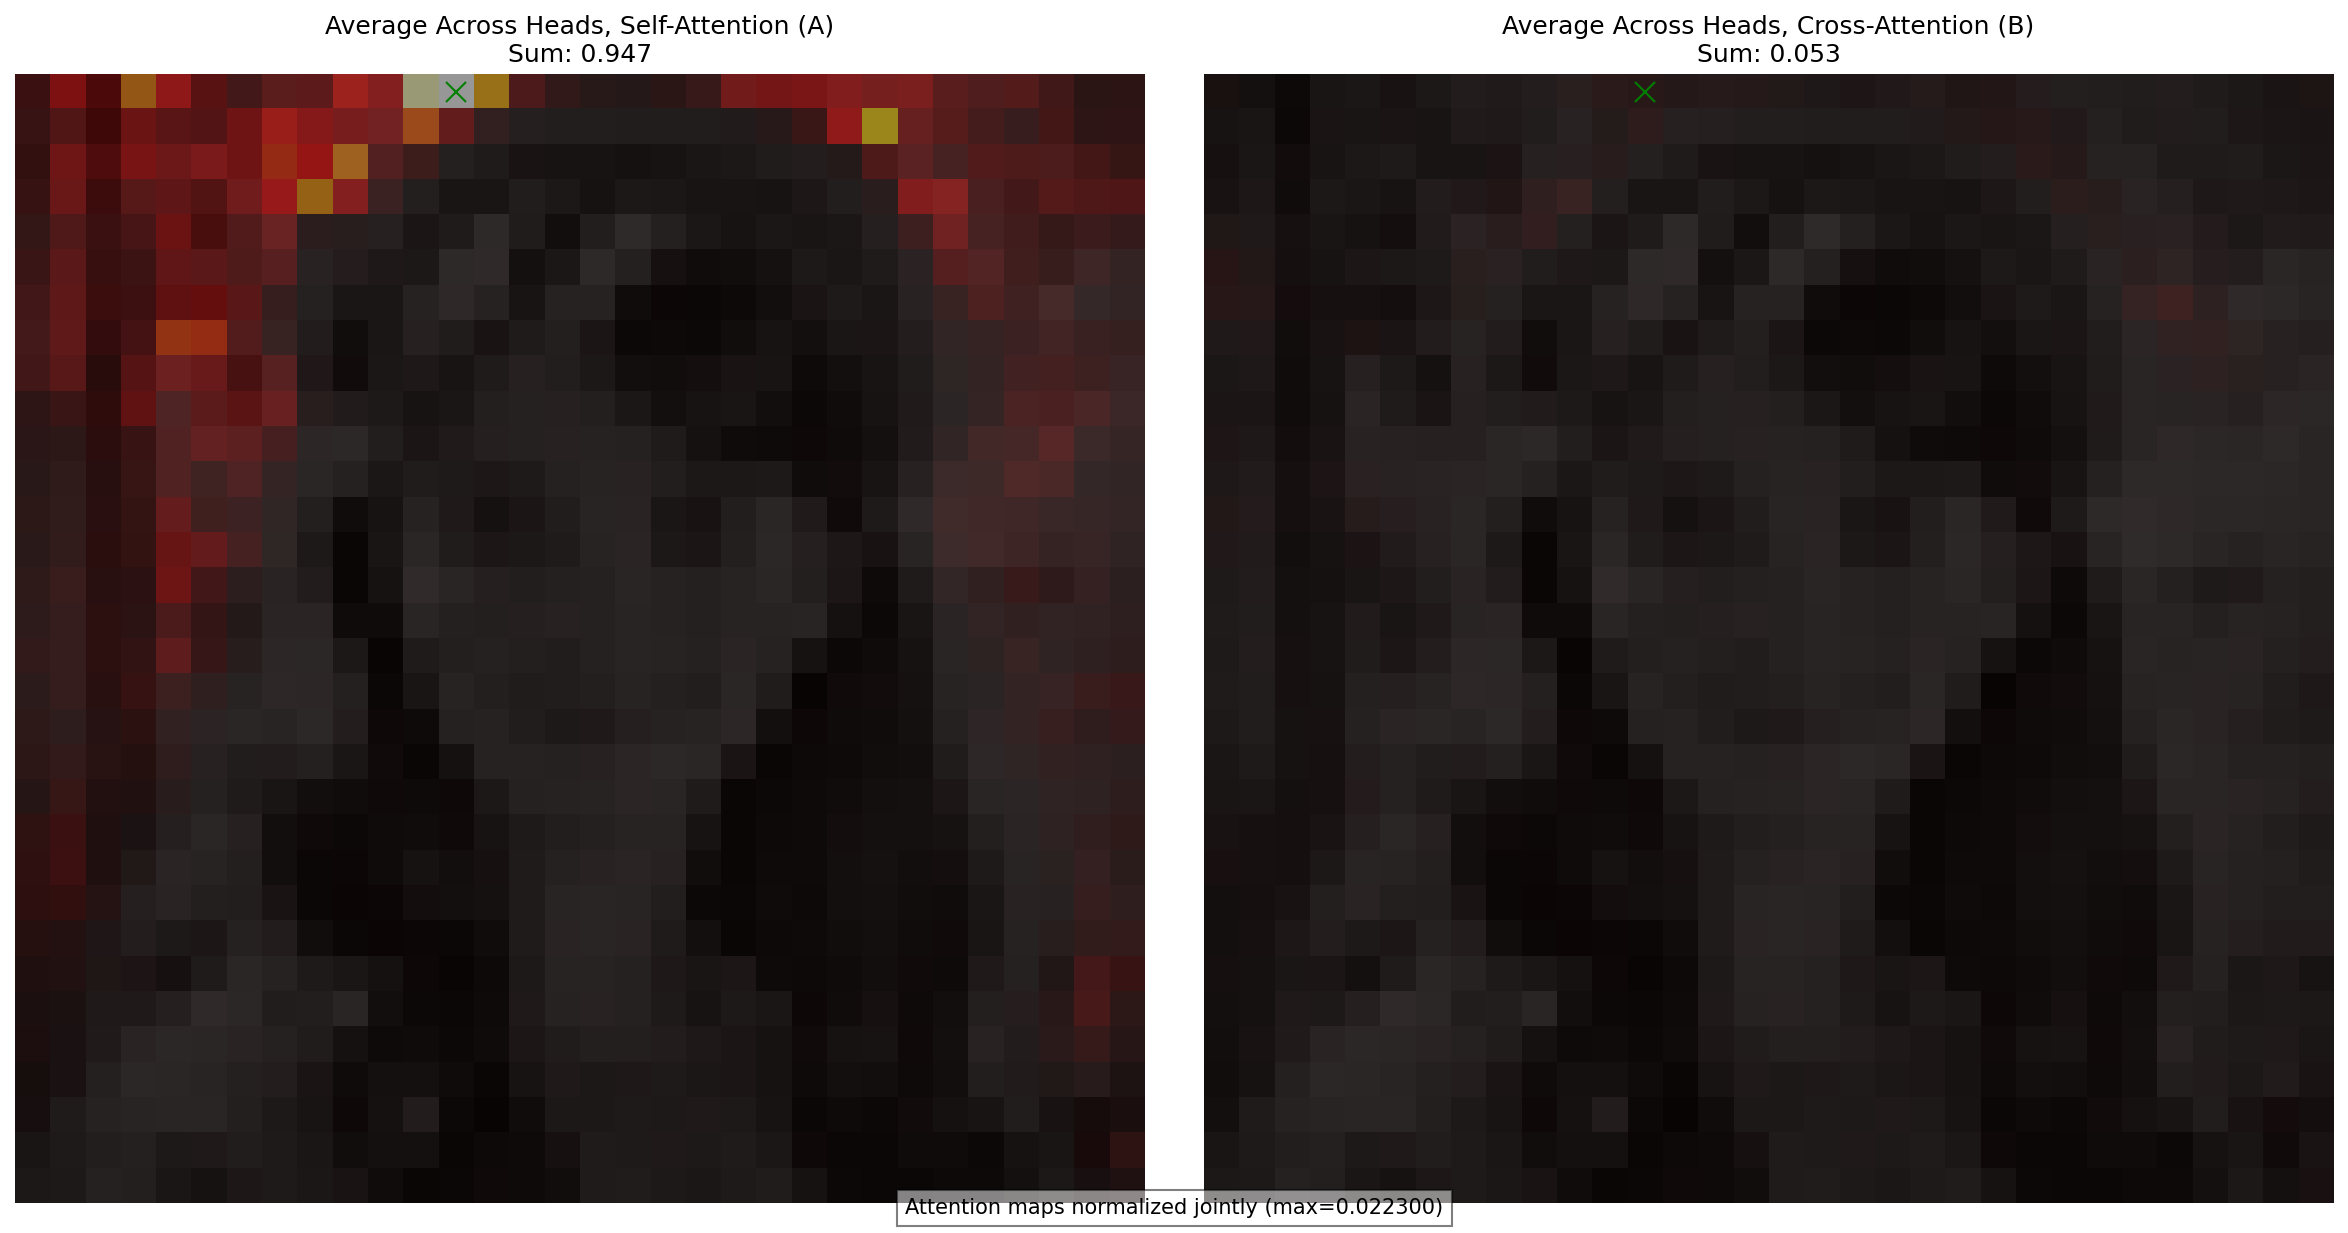 Average Across Heads, Self-Attention (A)
Sum: 0.947
Average Across Heads, Cross-Attention (B)
Sum: 0.053
Attention maps normalized jointly (max=0.022300)